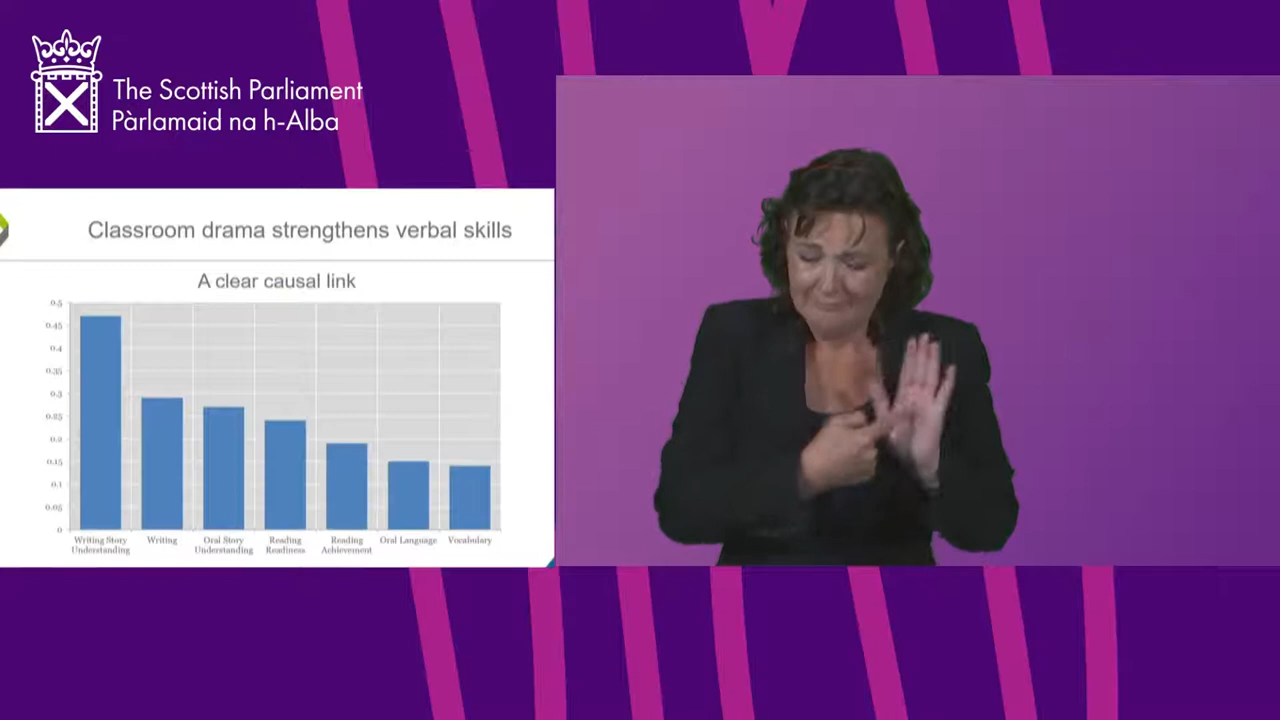 The Scottish Parliament
Pàrlamaid na h-Alba
Classroom drama strengthens verbal skills
A clear causal link
0.5
0.45
0.4
0.35
0.3
0.25
0.2
0.15
0.1
0.05
0
Writing Story
Understanding
Writing
Oral Story
Understanding
Reading
Readiness
Reading
Achievement
Oral Language
Vocabulary